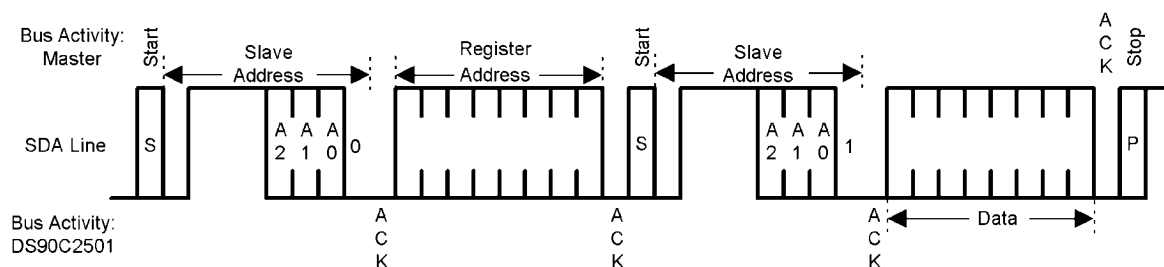 Bus Activity:
Master
Start
Slave
Address
Register
Address
Start
Slave
Address
A
C
K
Stop
SDA Line
S
A
2
A
1
A
0
0
S
A
2
A
1
A
0
1
P
Bus Activity:
DS90C2501
A
C
K
A
C
K
A
C
K
Data